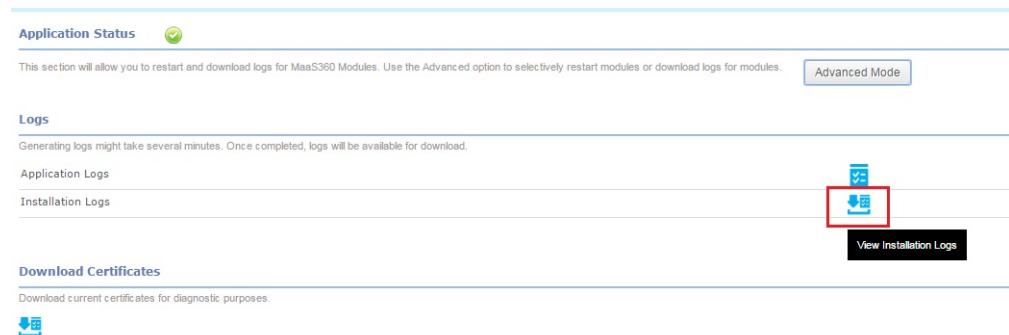 Application Status
This section will allow you to restart and download logs for MaaS360 Modules. Use the Advanced option to selectively restart modules or download logs for modules.
Advanced Mode
Logs
Generating logs might take several minutes. Once completed, logs will be available for download.
Application Logs
Installation Logs
View Installation Logs
Download Certificates
Download current certificates for diagnostic purposes.